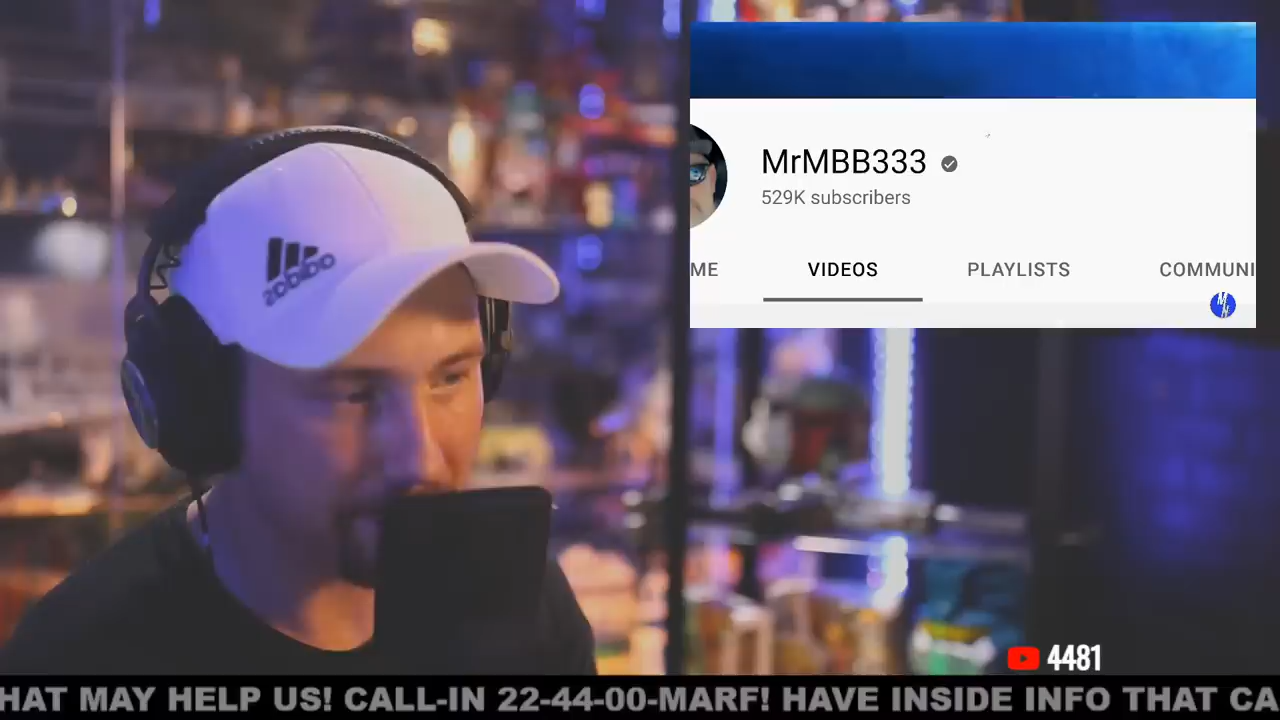 MrMBB333
529K subscribers
ME VIDEOS PLAYLISTS COMMUNI
adidas
4481
HAT MAY HELP US! CALL-IN 22-44-00-MARF! HAVE INSIDE INFO THAT CA